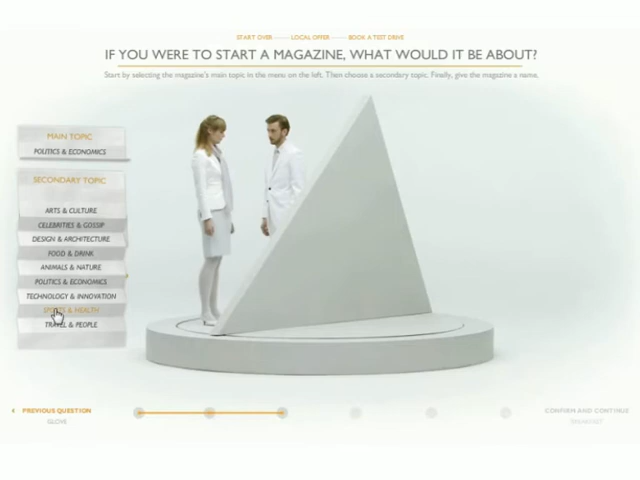 START OVER LOCAL OFFER BOOK A TEST DRIVE
IF YOU WERE TO START A MAGAZINE, WHAT WOULD IT BE ABOUT?
Start by selecting the magazine's main topic in the menu on the left. Then choose a secondary topic. Finally, give the magazine a name.
MAIN TOPIC
POLITICS & ECONOMICS
SECONDARY TOPIC
ARTS & CULTURE
CELEBRITIES & GOSSIP
DESIGN & ARCHITECTURE
FOOD & DRINK
ANIMALS & NATURE
POLITICS & ECONOMICS
TECHNOLOGY & INNOVATION
SPORTS & HEALTH
TRAVEL & PEOPLE
PREVIOUS QUESTION
GLOVE
CONFIRM AND CONTINUE